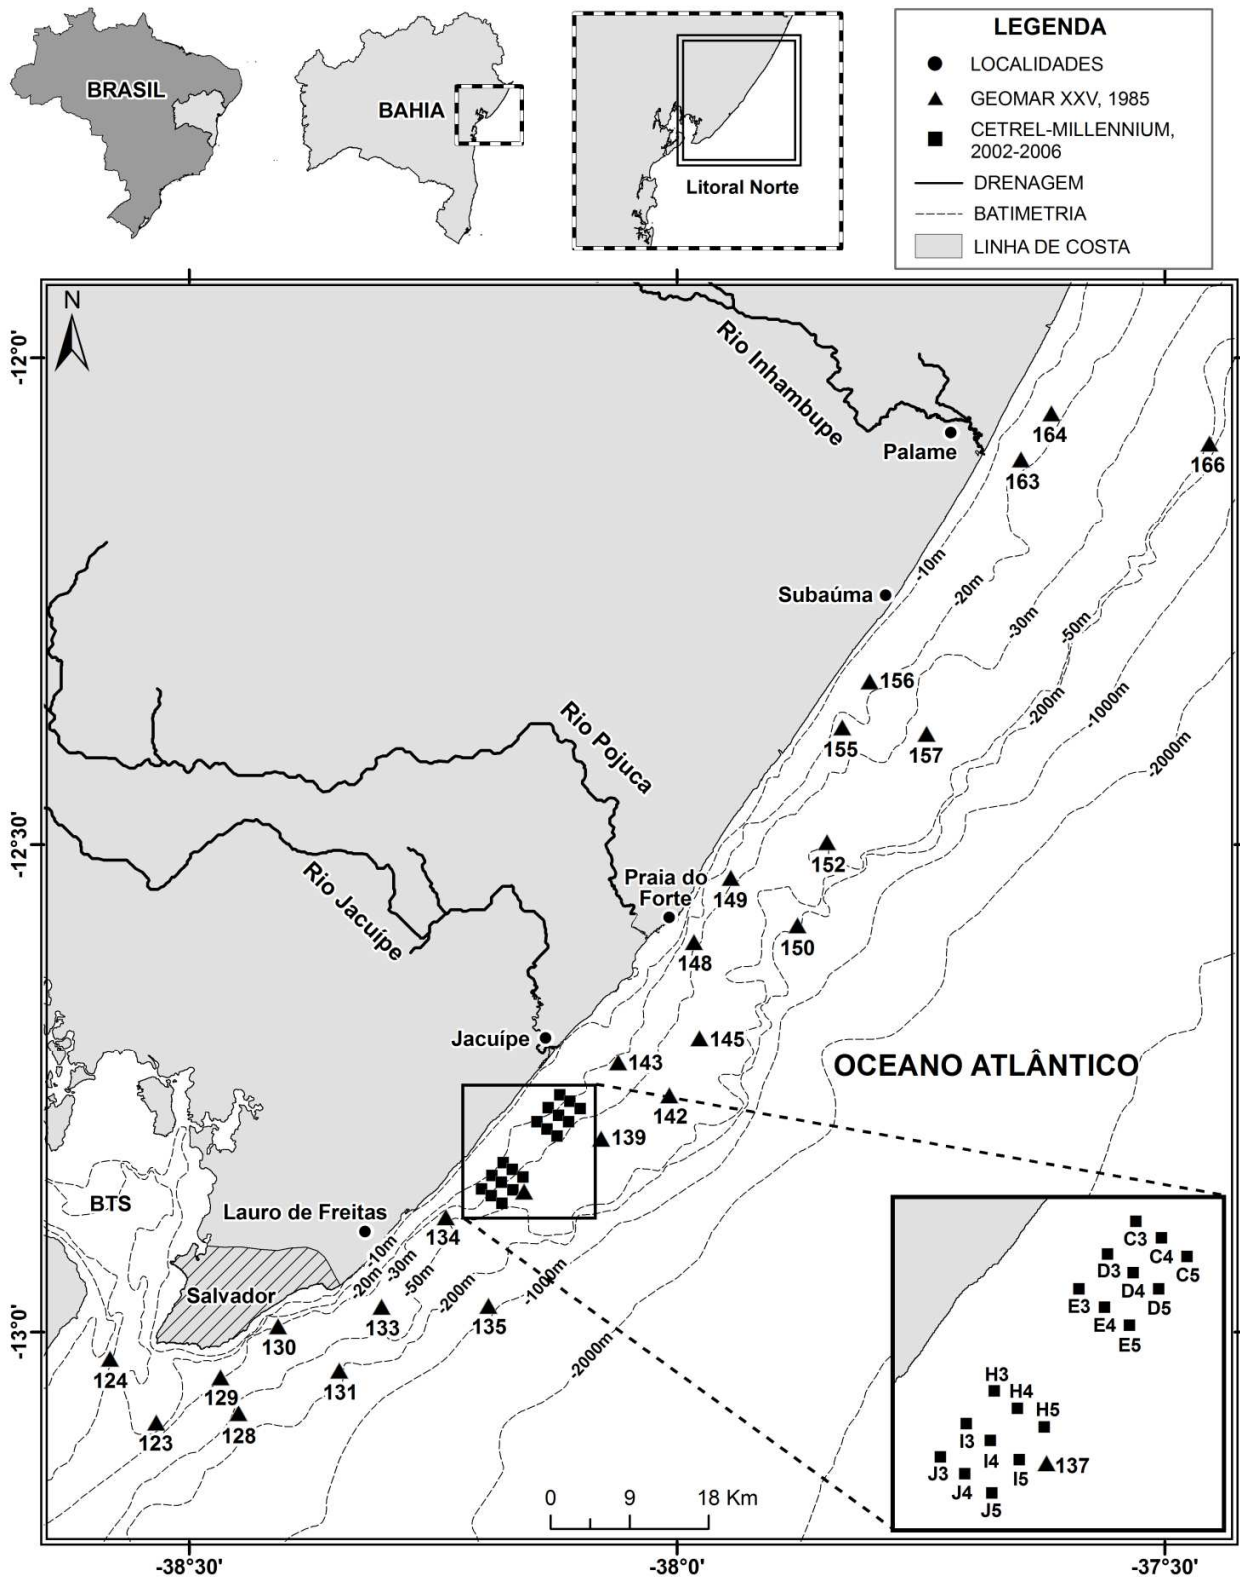 BRASIL
BAHIA
Litoral Norte
LEGENDA
LOCALIDADES
GEOMAR XXV, 1985
CETREL-MILLENNIUM,
2002-2006
DRENAGEM
BATIMETRIA
LINHA DE COSTA
N
-12°0'
-12°30'
-13°0'
Rio Inhambupe
Palame
164
163
166
Subaúma
-10m
-20m
-30m
-50m
-200m
-1000m
-2000m
156
155
157
Rio Pojuca
152
Rio Jacuípe
Praia do
Forte
149
150
148
Jacuípe
145
143
OCEANO ATLÂNTICO
142
139
BTS
Lauro de Freitas
134
-10m
-20m
-30m
-50m
-200m
-1000m
-2000m
Salvador
133
135
130
124
129
131
123
128
C3
C4
C5
D3
D4
D5
E3
E4
E5
H3
H4
H5
I3
I4
I5
137
J3
J4
J5
0 9 18 Km
-38°30'
-38°0'
-37°30'